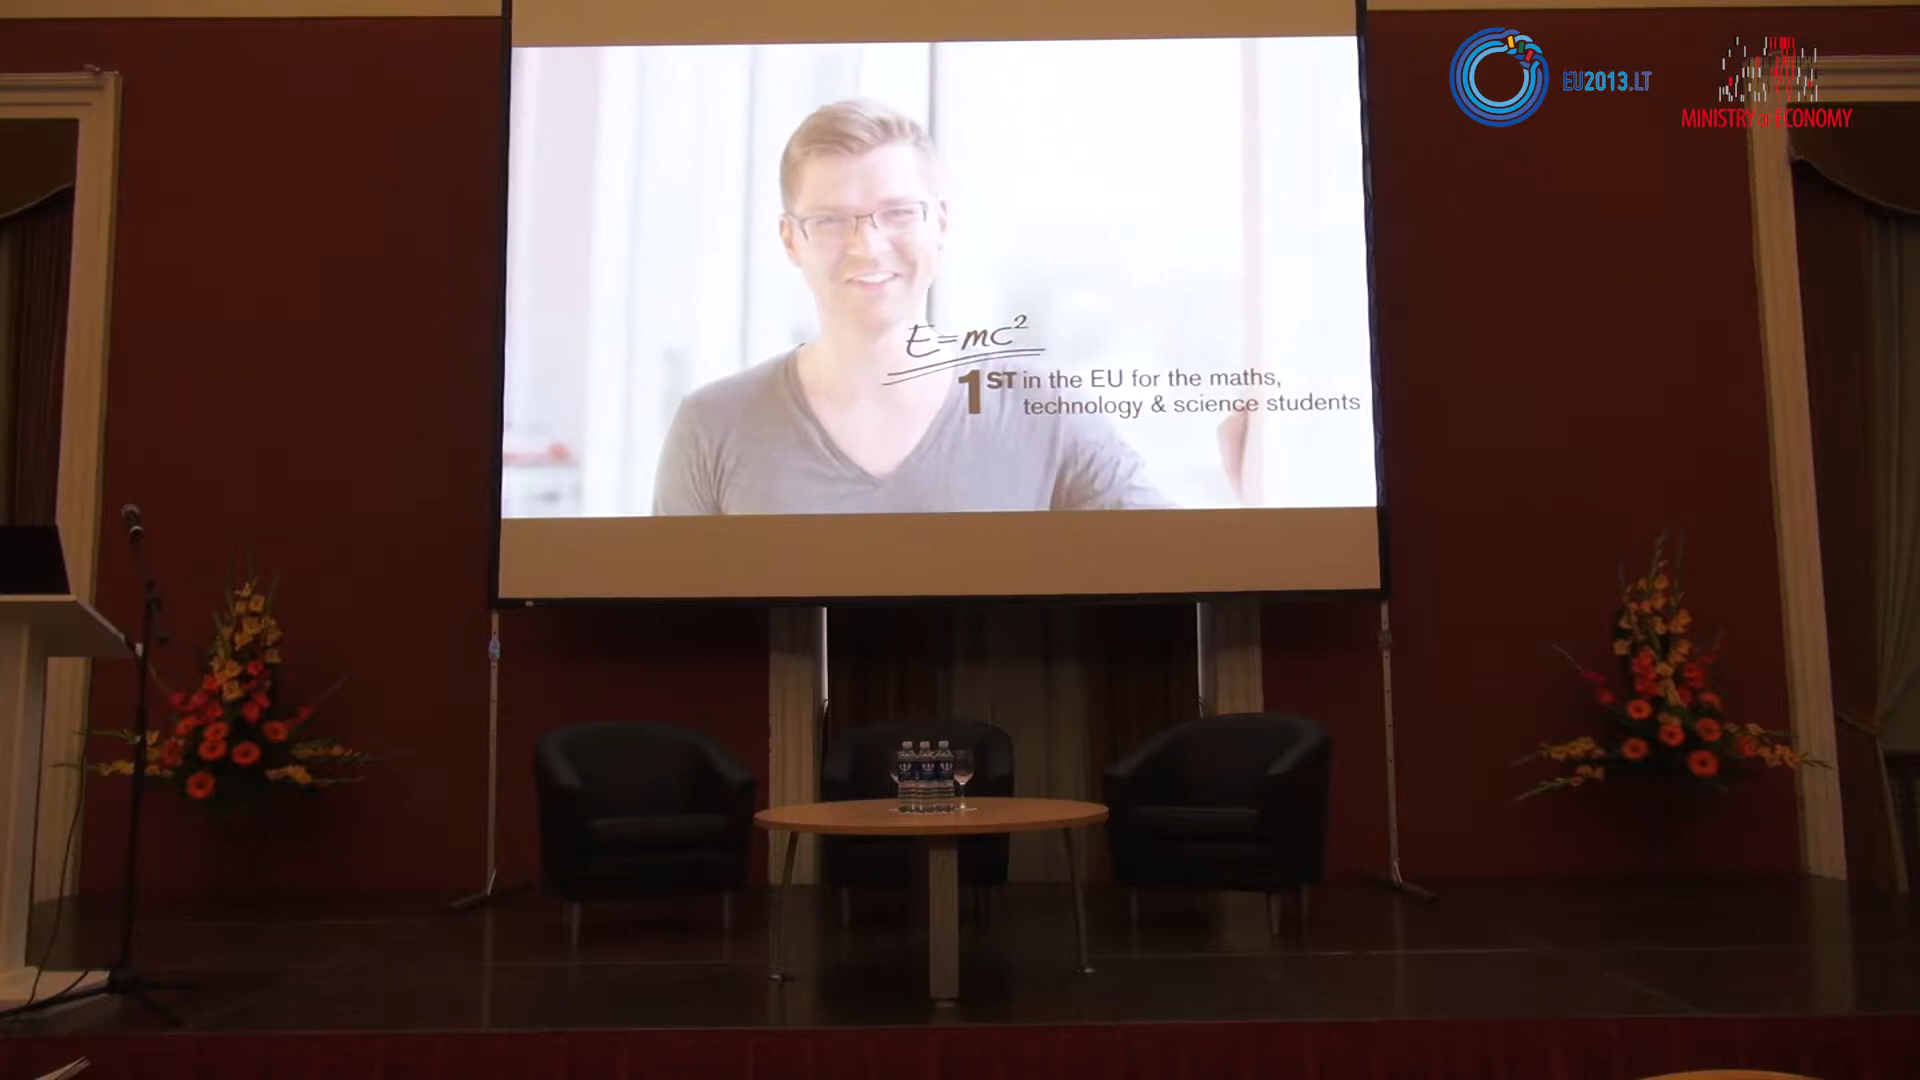 EU2013.LT
MINISTRY OF ECONOMY
E=mc²
1ST in the EU for the maths,
technology & science students